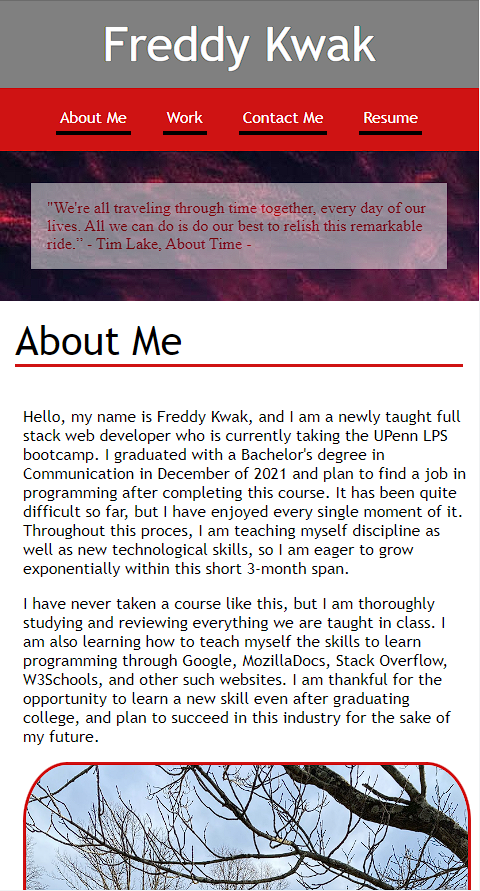 Freddy Kwak
About Me Work Contact Me Resume
"We're all traveling through time together, every day of our
lives. All we can do is do our best to relish this remarkable
ride.” - Tim Lake, About Time -
About Me
Hello, my name is Freddy Kwak, and I am a newly taught full
stack web developer who is currently taking the UPenn LPS
bootcamp. I graduated with a Bachelor's degree in
Communication in December of 2021 and plan to find a job in
programming after completing this course. It has been quite
difficult so far, but I have enjoyed every single moment of it.
Throughout this proces, I am teaching myself discipline as
well as new technological skills, so I am eager to grow
exponentially within this short 3-month span.
I have never taken a course like this, but I am thoroughly
studying and reviewing everything we are taught in class. I
am also learning how to teach myself the skills to learn
programming through Google, MozillaDocs, Stack Overflow,
W3Schools, and other such websites. I am thankful for the
opportunity to learn a new skill even after graduating
college, and plan to succeed in this industry for the sake of
my future.